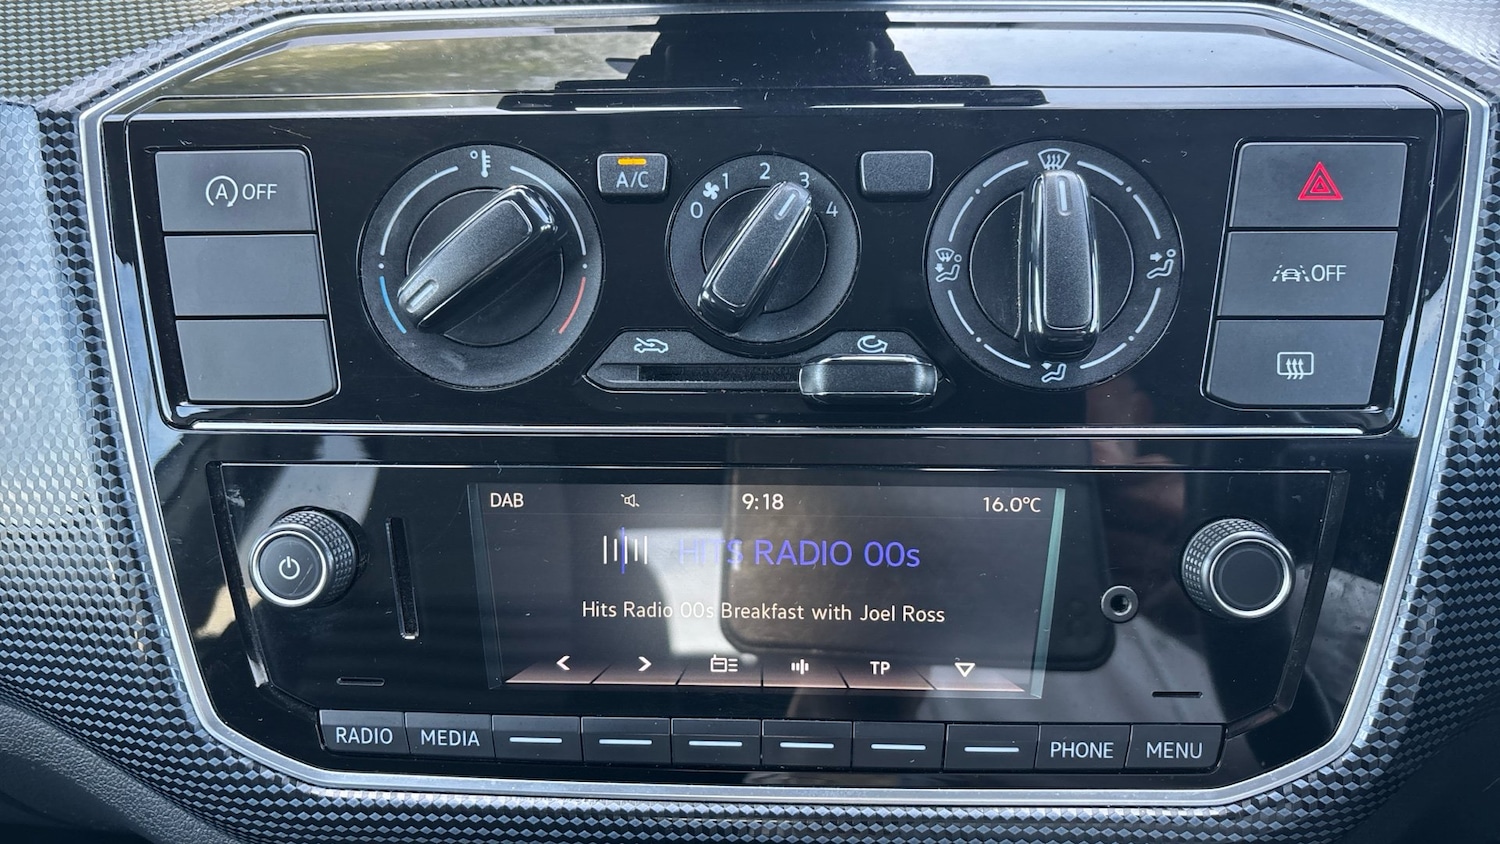 A OFF
A/C
0 1 2 3 4
OFF
DAB 9:18 16.0°C
HITS RADIO 00s
Hits Radio 00s Breakfast with Joel Ross
TP
RADIO MEDIA PHONE MENU